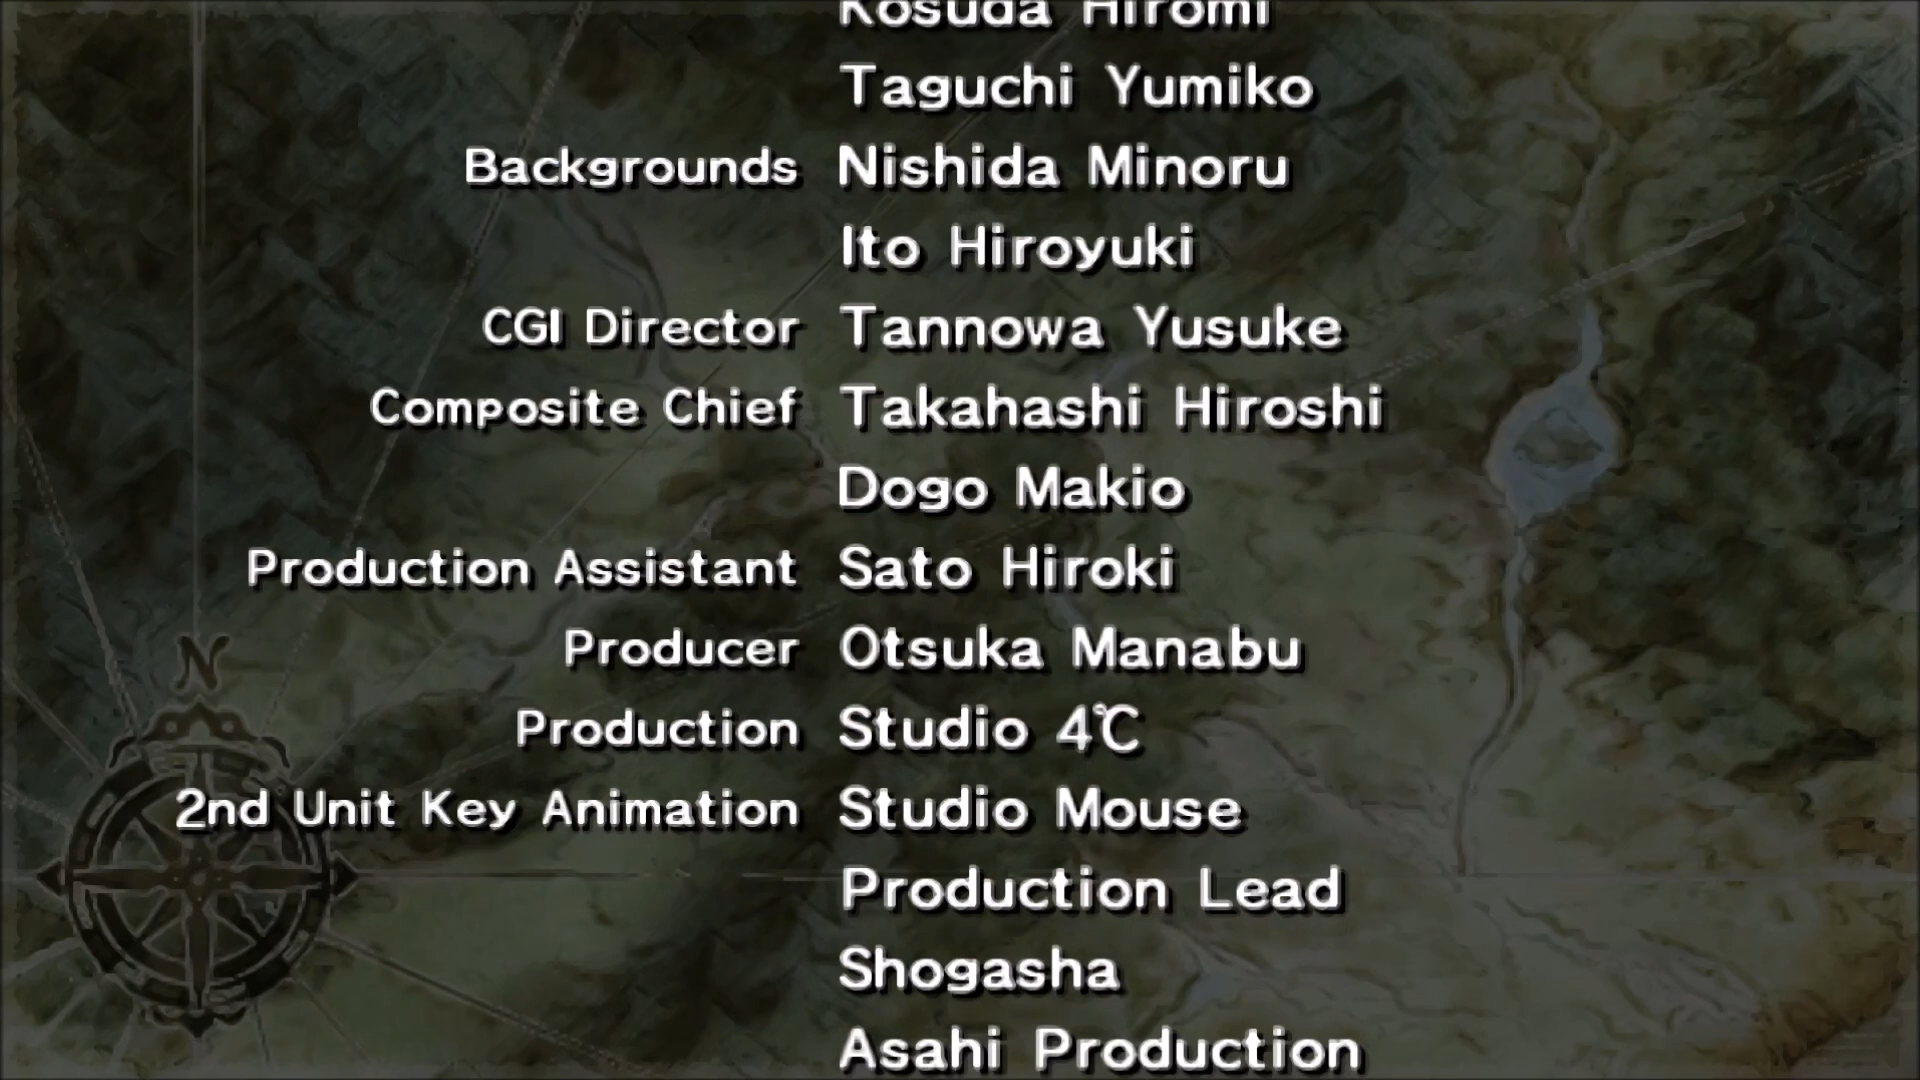 Kosuda Hiromi
Taguchi Yumiko
Backgrounds Nishida Minoru
Ito Hiroyuki
CGI Director Tannowa Yusuke
Composite Chief Takahashi Hiroshi
Dogo Makio
Production Assistant Sato Hiroki
Producer Otsuka Manabu
Production Studio 4℃
2nd Unit Key Animation Studio Mouse
Production Lead
Shogasha
Asahi Production
N